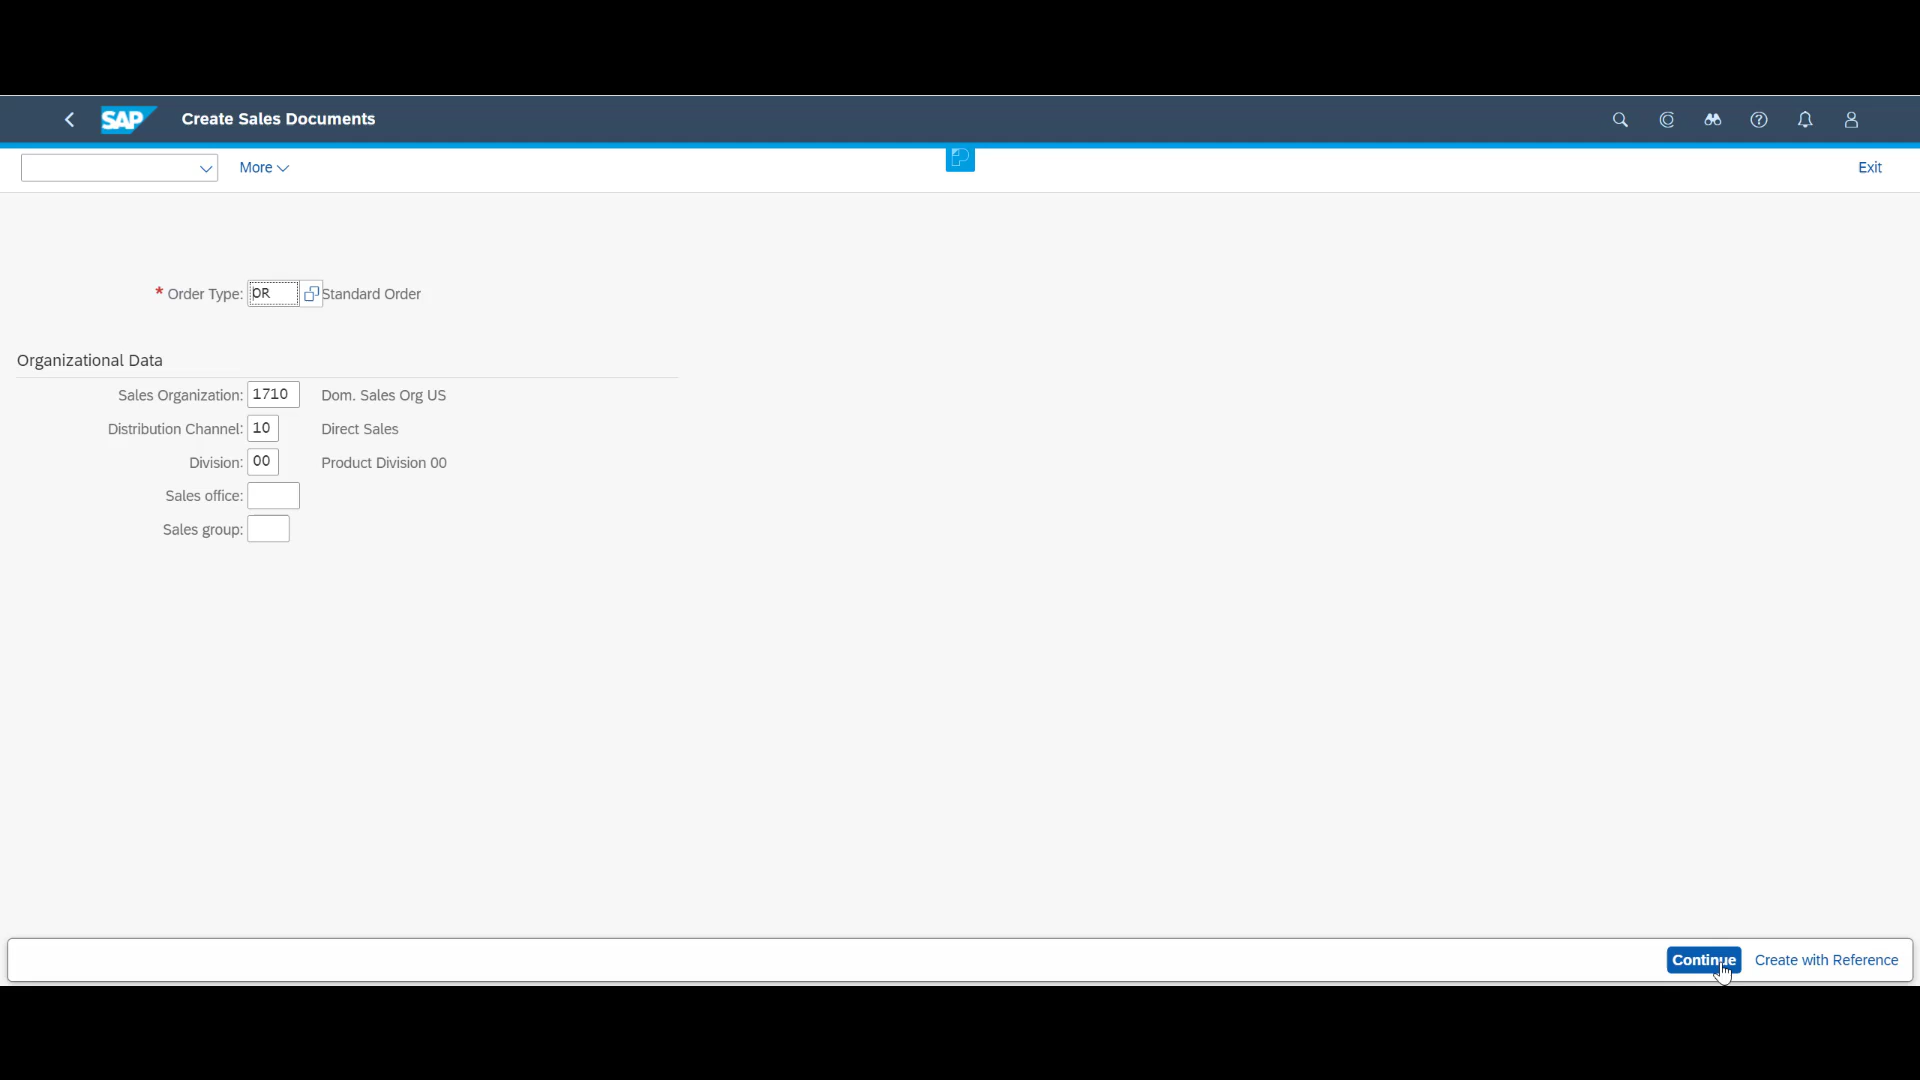 SAP Create Sales Documents
More Exit
* Order Type: OR Standard Order
Organizational Data
Sales Organization: 1710 Dom. Sales Org US
Distribution Channel: 10 Direct Sales
Division: 00 Product Division 00
Sales office:
Sales group:
Continue Create with Reference